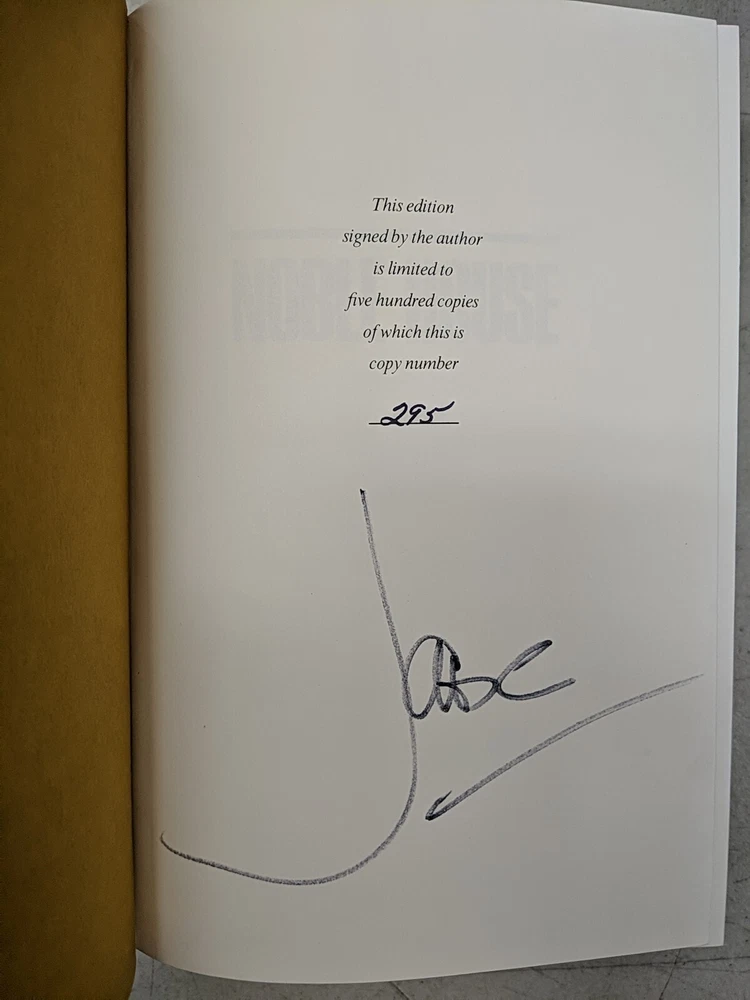 This edition
signed by the author
is limited to
five hundred copies
of which this is
copy number
295